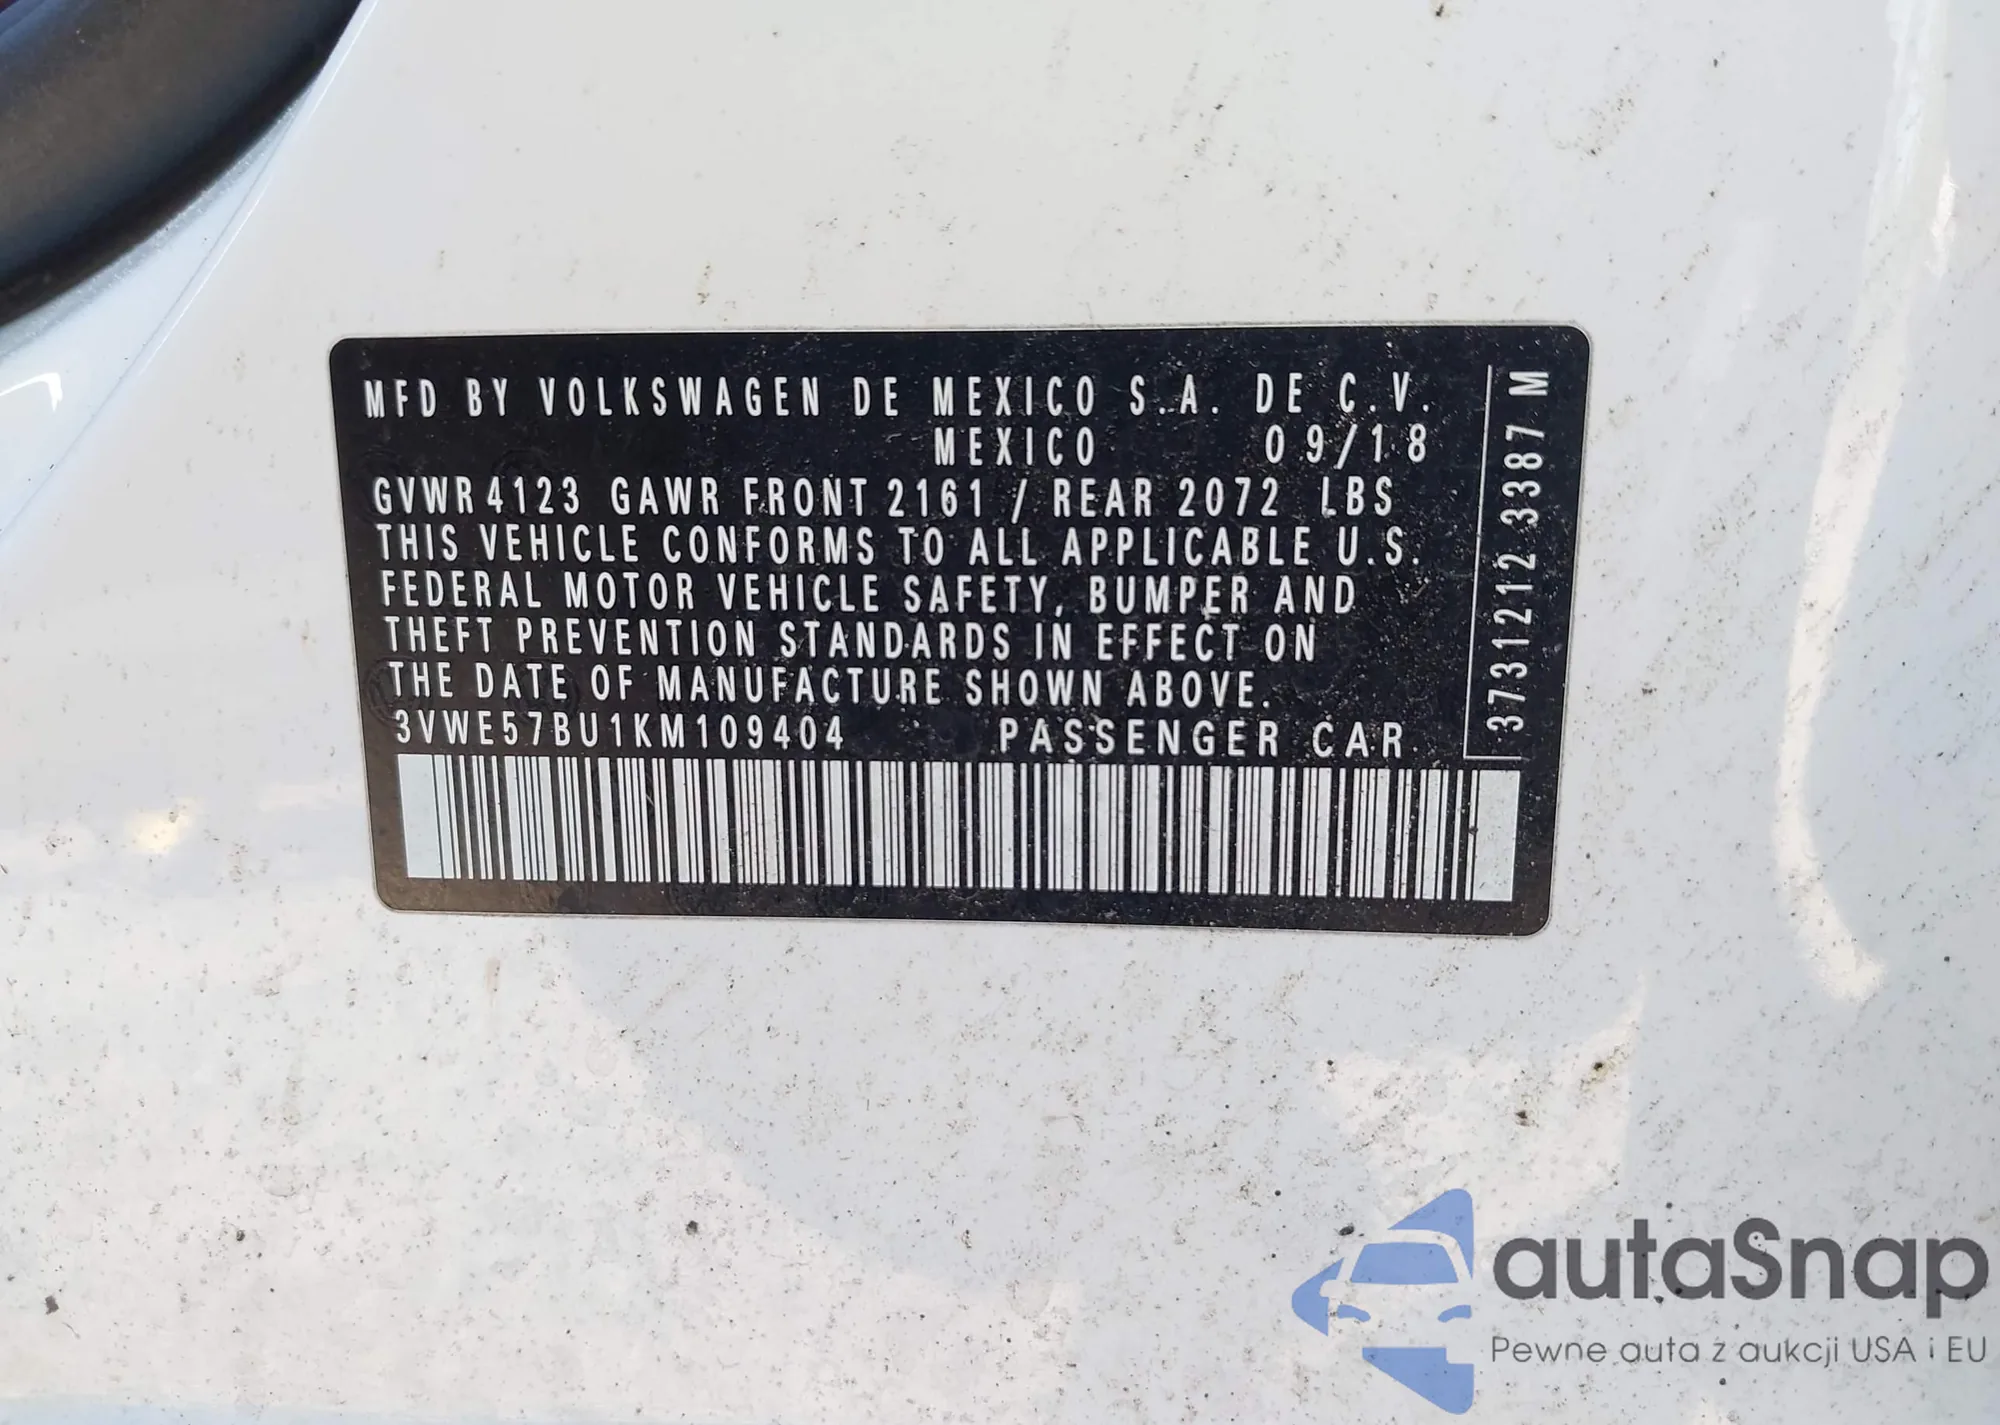 MFD BY VOLKSWAGEN DE MEXICO S.A. DE C.V.
MEXICO 09/18
GVWR 4123 GAWR FRONT 2161 / REAR 2072 LBS
THIS VEHICLE CONFORMS TO ALL APPLICABLE U.S.
FEDERAL MOTOR VEHICLE SAFETY, BUMPER AND
THEFT PREVENTION STANDARDS IN EFFECT ON
THE DATE OF MANUFACTURE SHOWN ABOVE.
3VWE57BU1KM109404 PASSENGER CAR
3731212 3387 M
autaSnap
Pewne auta z aukcji USA i EU